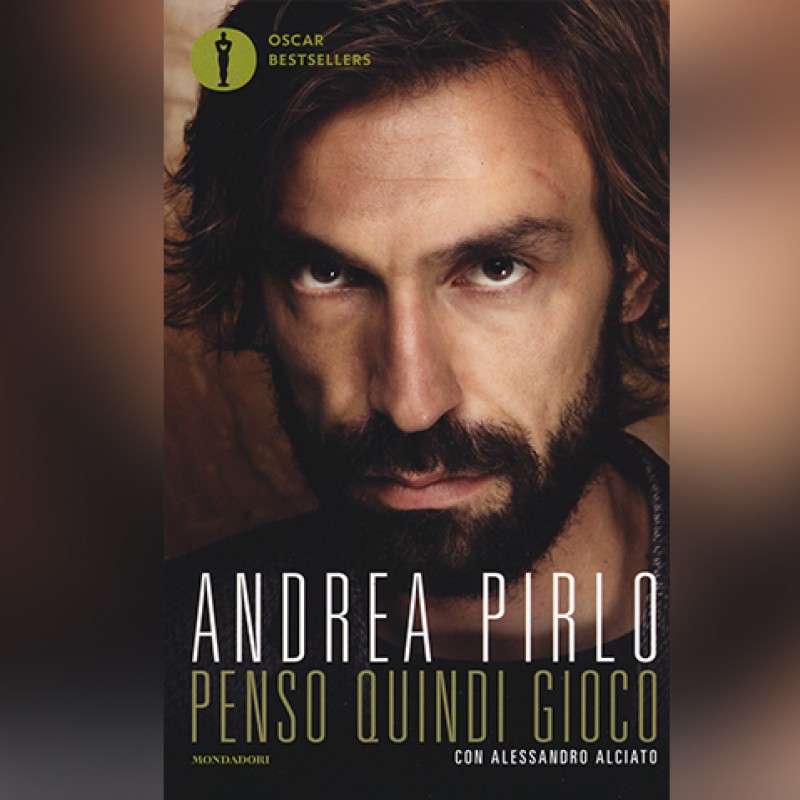 OSCAR
BESTSELLERS
ANDREA PIRLO
PENSO QUINDI GIOCO
CON ALESSANDRO ALCIATO
MONDADORI